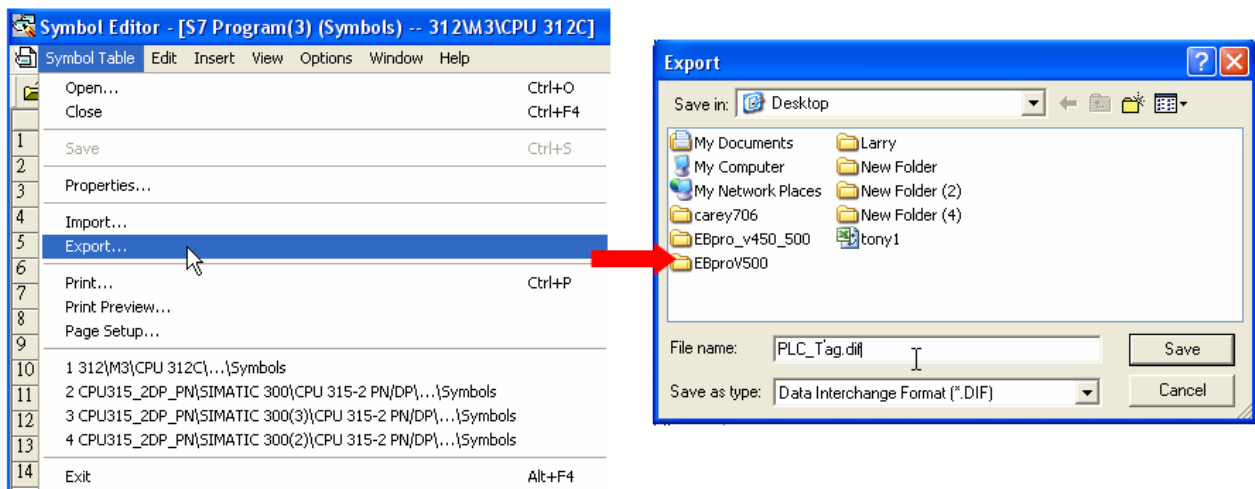 Symbol Editor - [S7 Program(3) (Symbols) -- 312\M3\CPU 312C]
Symbol Table Edit Insert View Options Window Help
Open... Ctrl+O
Close Ctrl+F4
Save Ctrl+S
Properties...
Import...
Export...
Print... Ctrl+P
Print Preview...
Page Setup...
1 312\M3\CPU 312C\...\Symbols
2 CPU315_2DP_PN\SIMATIC 300\CPU 315-2 PN/DP\...\Symbols
3 CPU315_2DP_PN\SIMATIC 300(3)\CPU 315-2 PN/DP\...\Symbols
4 CPU315_2DP_PN\SIMATIC 300(2)\CPU 315-2 PN/DP\...\Symbols
Exit Alt+F4
1
2
3
4
5
6
7
8
9
10
11
12
13
14
Export
Save in: Desktop
My Documents
My Computer
My Network Places
carey706
EBpro_v450_500
EBproV500
Larry
New Folder
New Folder (2)
New Folder (4)
tony1
File name: PLC_Tag.dif
Save
Save as type: Data Interchange Format (*.DIF)
Cancel